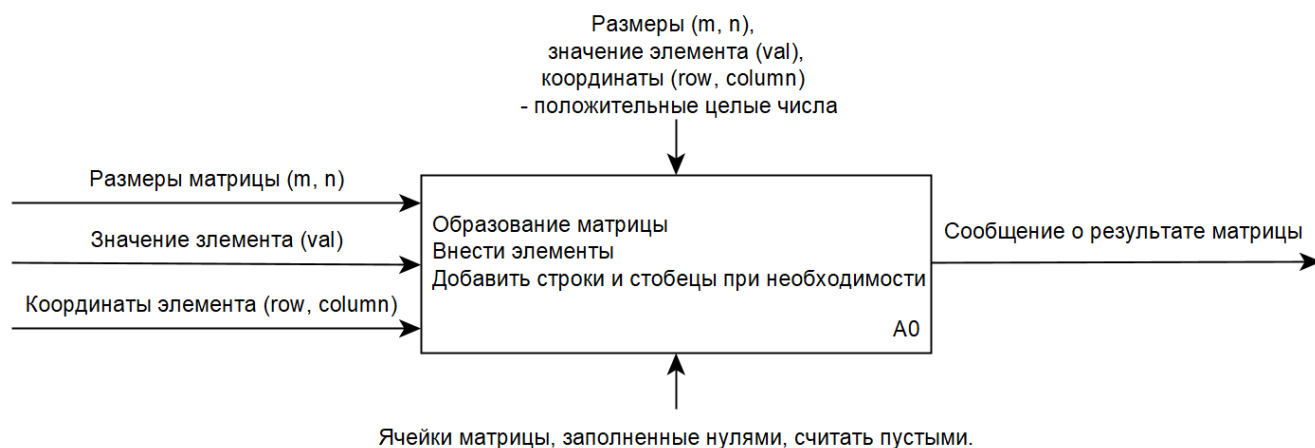 Размеры (m, n),
значение элемента (val),
координаты (row, column)
- положительные целые числа
Размеры матрицы (m, n)
Значение злемента (val)
Координаты элемента (row, column)
Образование матрицы
Внести элементы
Добавить строки и стобецы при необходимости
A0
Сообщение о результате матрицы
Ячейки матрицы, заполненные нулями, считать пустыми.